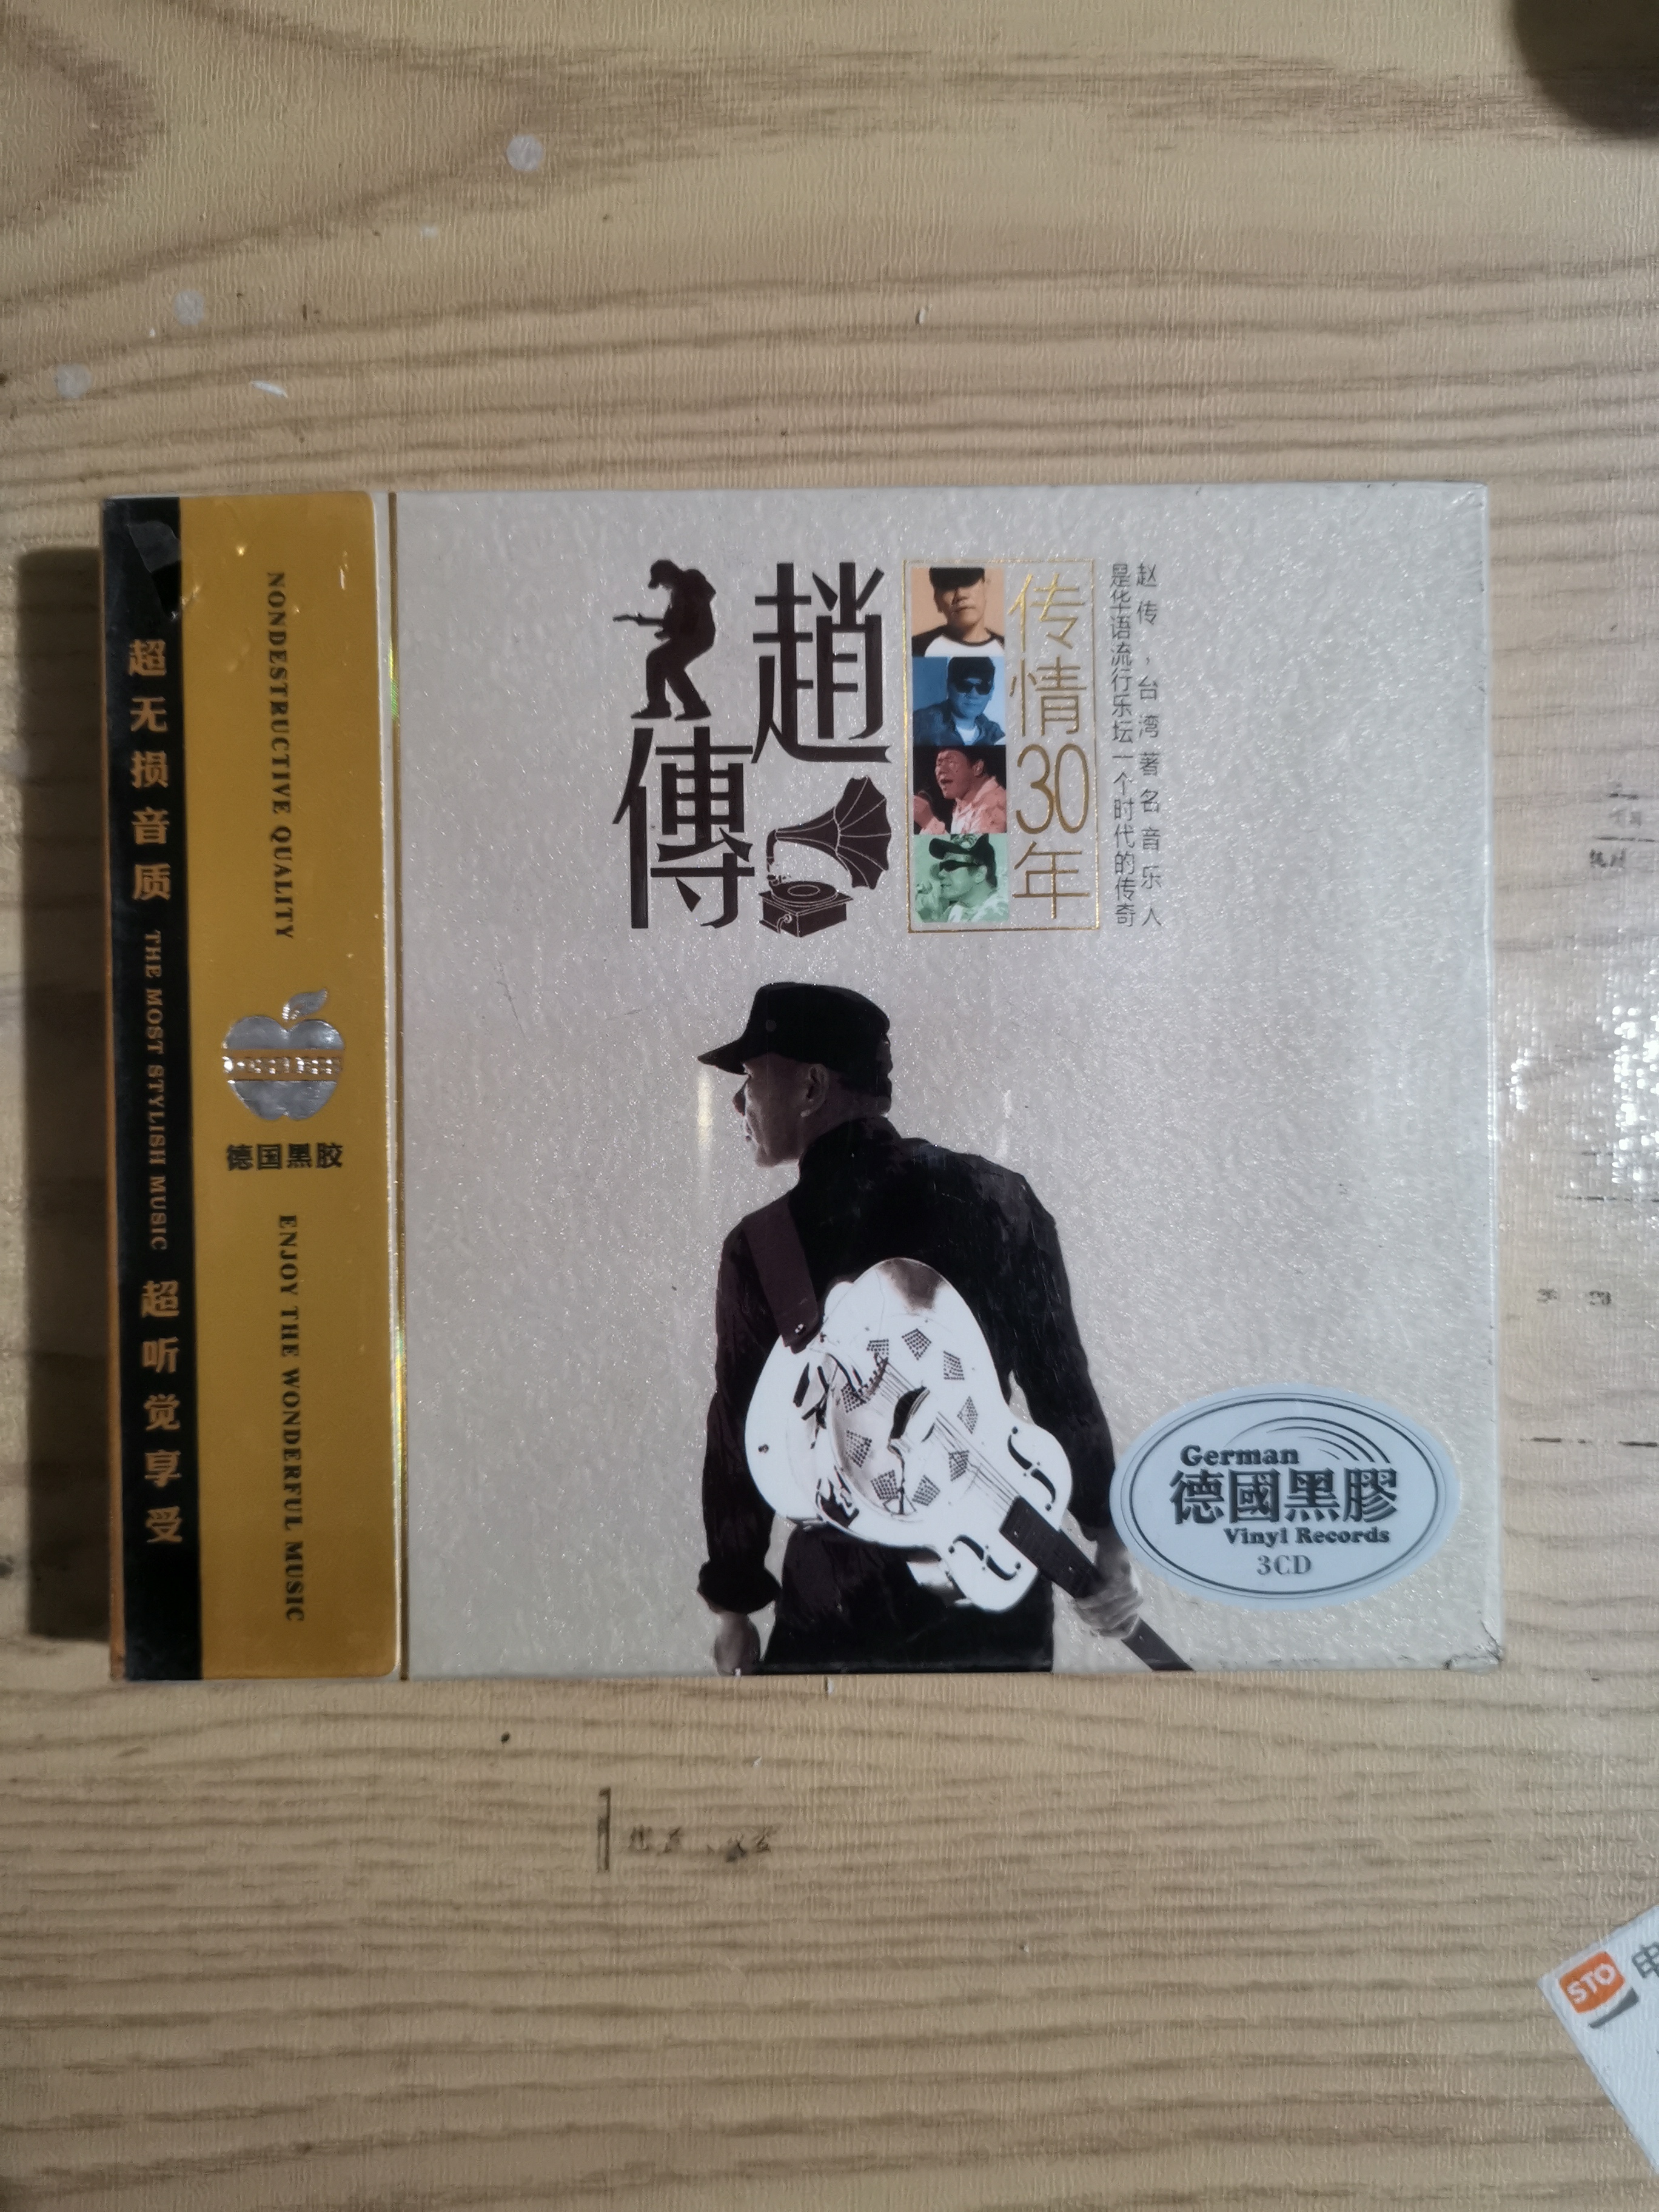 超无损音质
THE MOST STYLISH MUSIC
超听觉享受
NONDESTRUCTIVE QUALITY
德国黑胶
ENJOY THE WONDERFUL MUSIC
趙
傳
传情30年
赵传,台湾著名音乐人
是华语流行乐坛一个时代的传奇
German
德國黑膠
Vinyl Records
3CD
STO